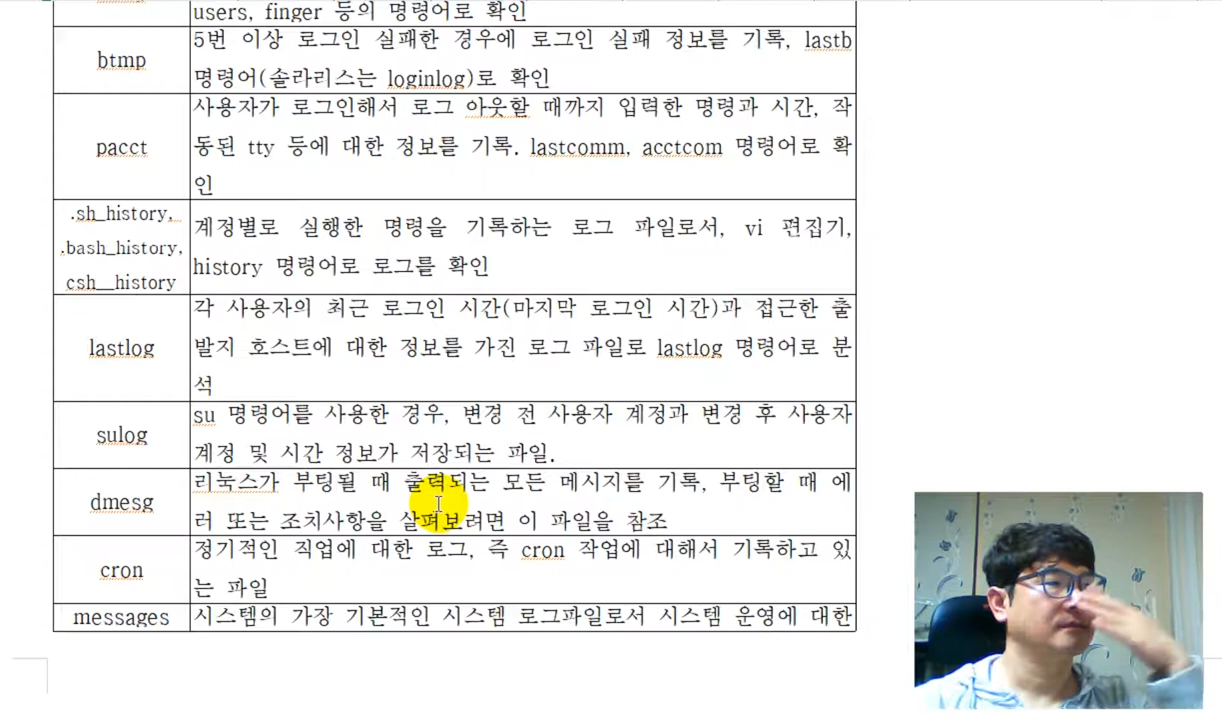 users, finger 등의 명령어로 확인
btmp
5번 이상 로그인 실패한 경우에 로그인 실패 정보를 기록, lastb
명령어(솔라리스는 loginlog)로 확인
pacct
사용자가 로그인해서 로그 아웃할 때까지 입력한 명령과 시간, 작
동된 tty 등에 대한 정보를 기록. lastcomm, acctcom 명령어로 확
인
.sh_history,
.bash_history,
csh__history
계정별로 실행한 명령을 기록하는 로그 파일로서, vi 편집기,
history 명령어로 로그를 확인
lastlog
각 사용자의 최근 로그인 시간(마지막 로그인 시간)과 접근한 출
발지 호스트에 대한 정보를 가진 로그 파일로 lastlog 명령어로 분
석
sulog
su 명령어를 사용한 경우, 변경 전 사용자 계정과 변경 후 사용자
계정 및 시간 정보가 저장되는 파일.
dmesg
리눅스가 부팅될 때 출력되는 모든 메시지를 기록, 부팅할 때 에
러 또는 조치사항을 살펴보려면 이 파일을 참조
cron
정기적인 직업에 대한 로그, 즉 cron 작업에 대해서 기록하고 있
는 파일
messages
시스템의 가장 기본적인 시스템 로그파일로서 시스템 운영에 대한